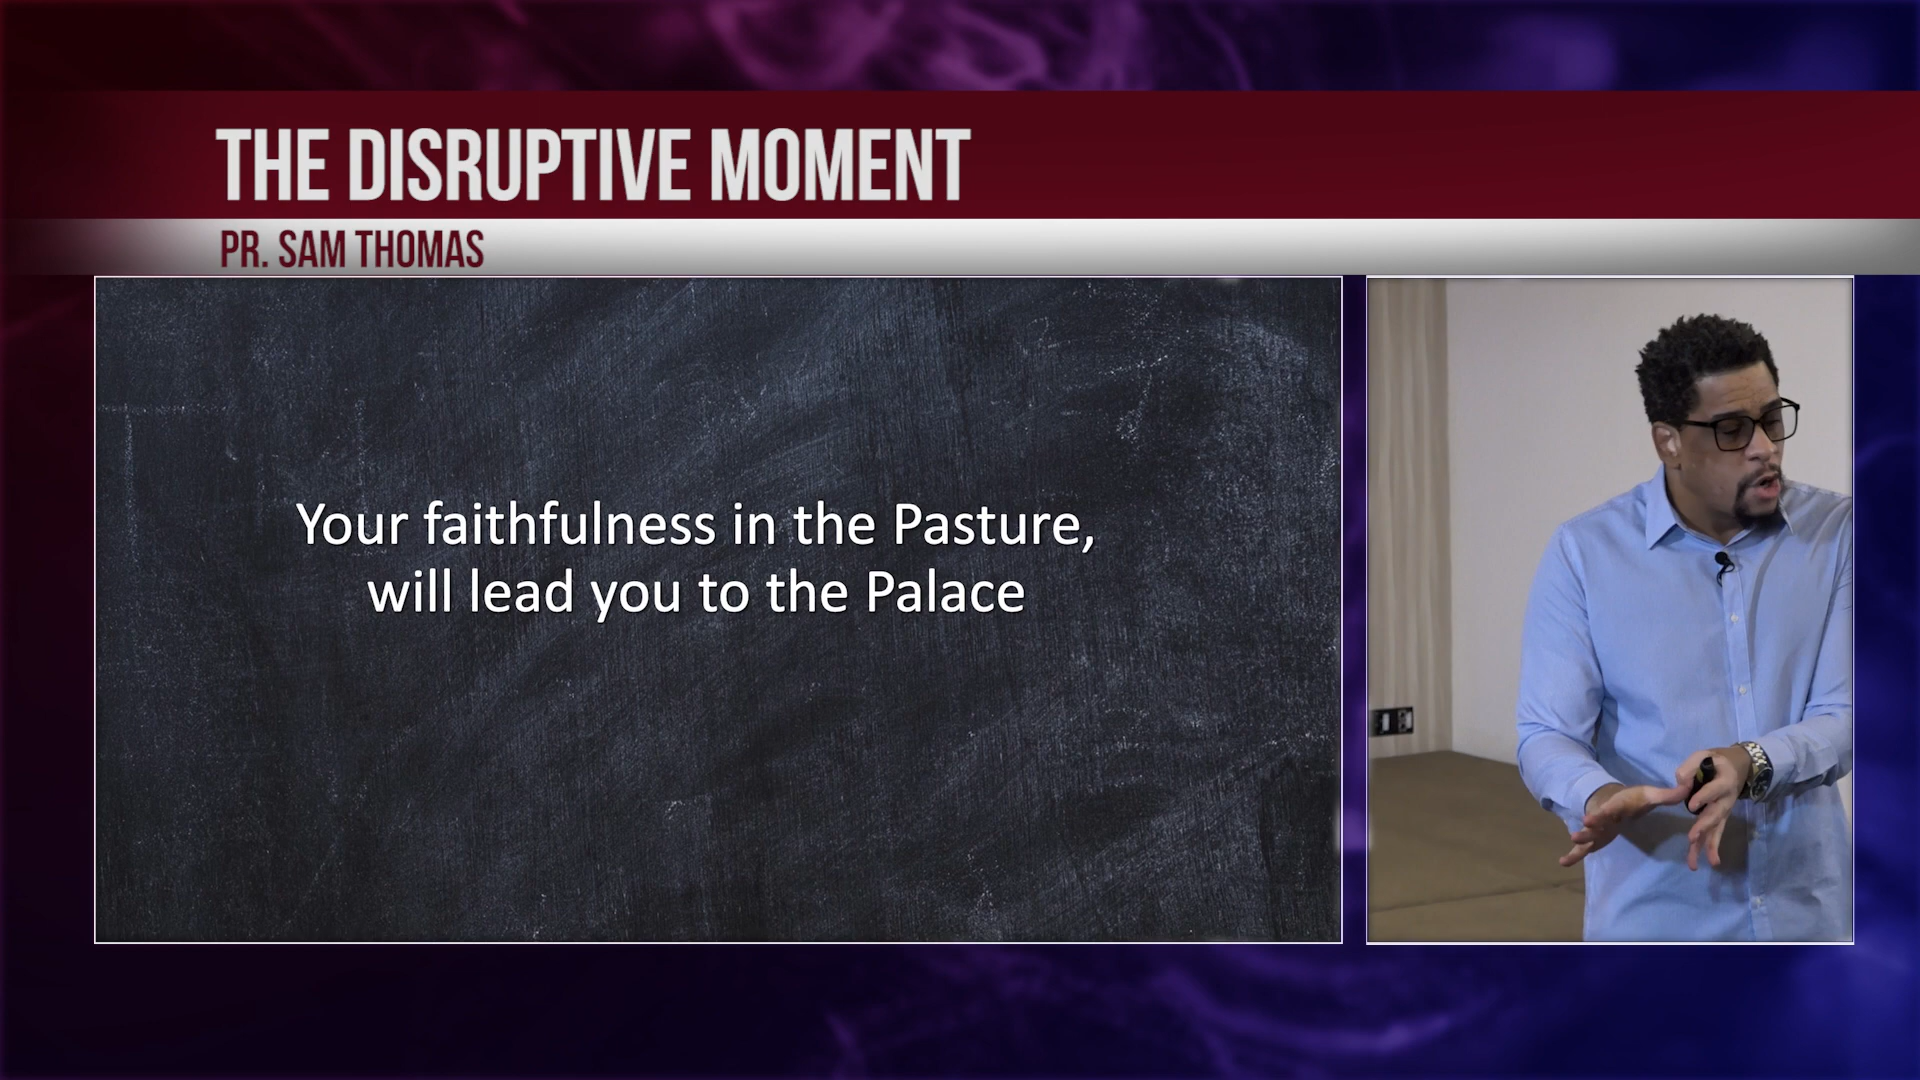 THE DISRUPTIVE MOMENT
PR. SAM THOMAS
Your faithfulness in the Pasture,
will lead you to the Palace